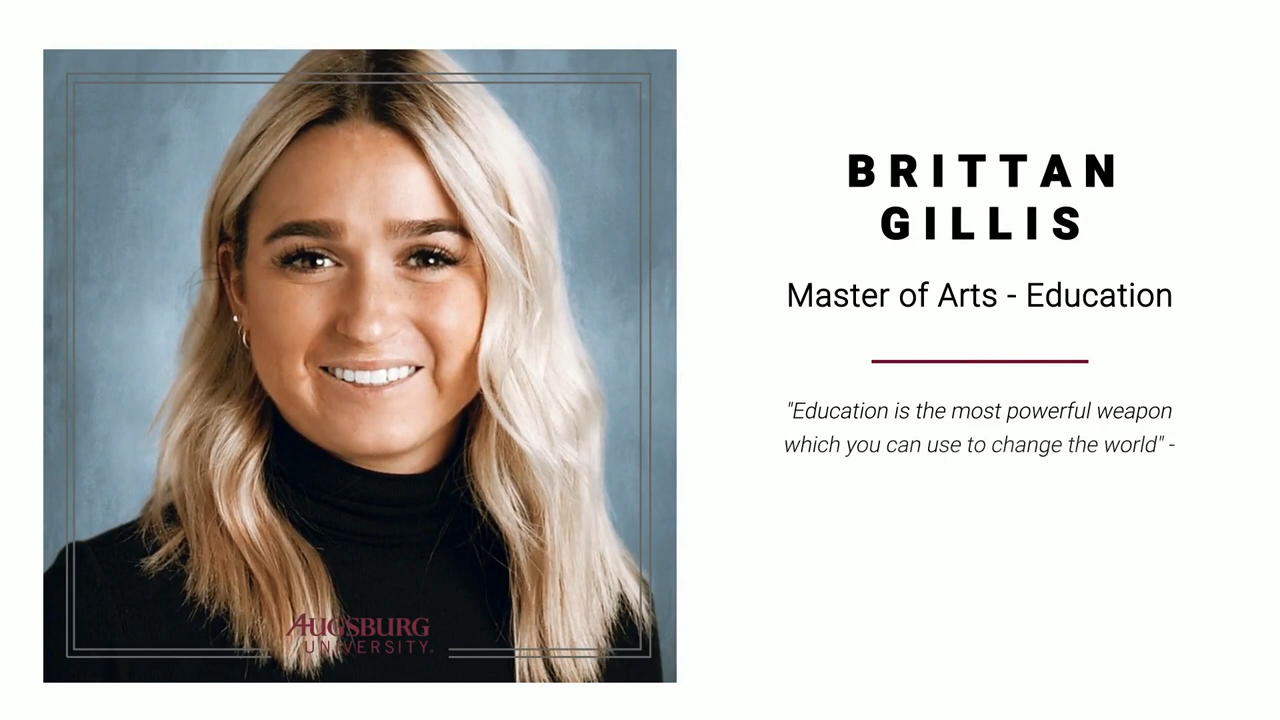 BRITTAN
GILLIS
Master of Arts - Education
"Education is the most powerful weapon
which you can use to change the world" -
AUGSBURG
UNIVERSITY